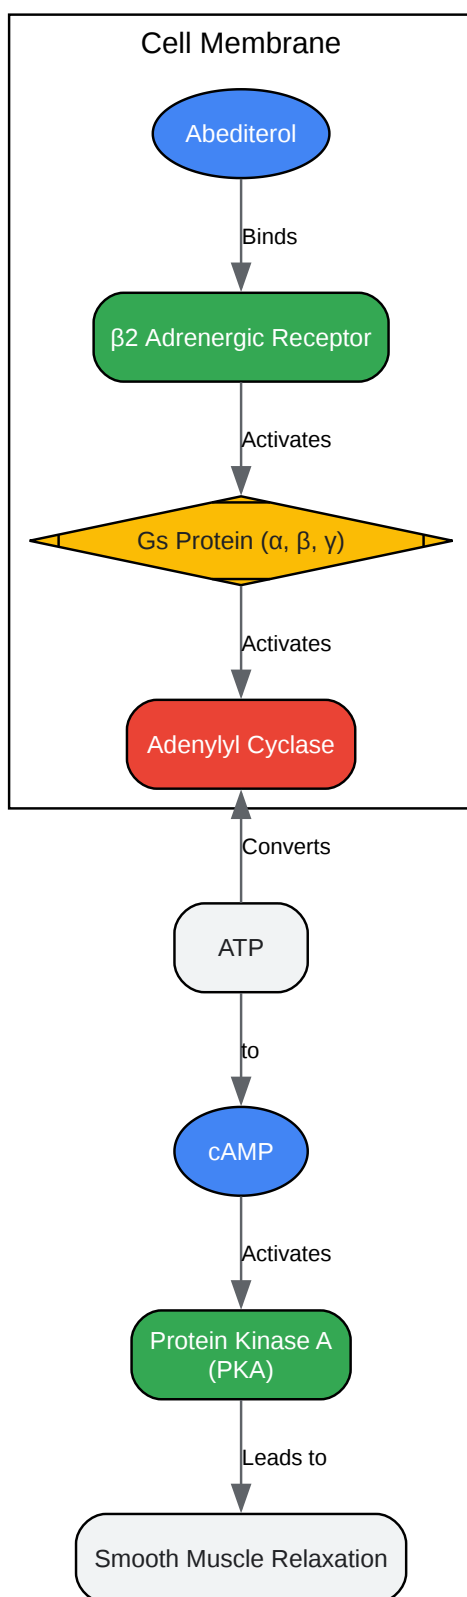 Cell Membrane
Abediterol
Binds
β2 Adrenergic Receptor
Activates
Gs Protein (α, β, γ)
Activates
Adenylyl Cyclase
Converts
ATP
to
cAMP
Activates
Protein Kinase A
(PKA)
Leads to
Smooth Muscle Relaxation